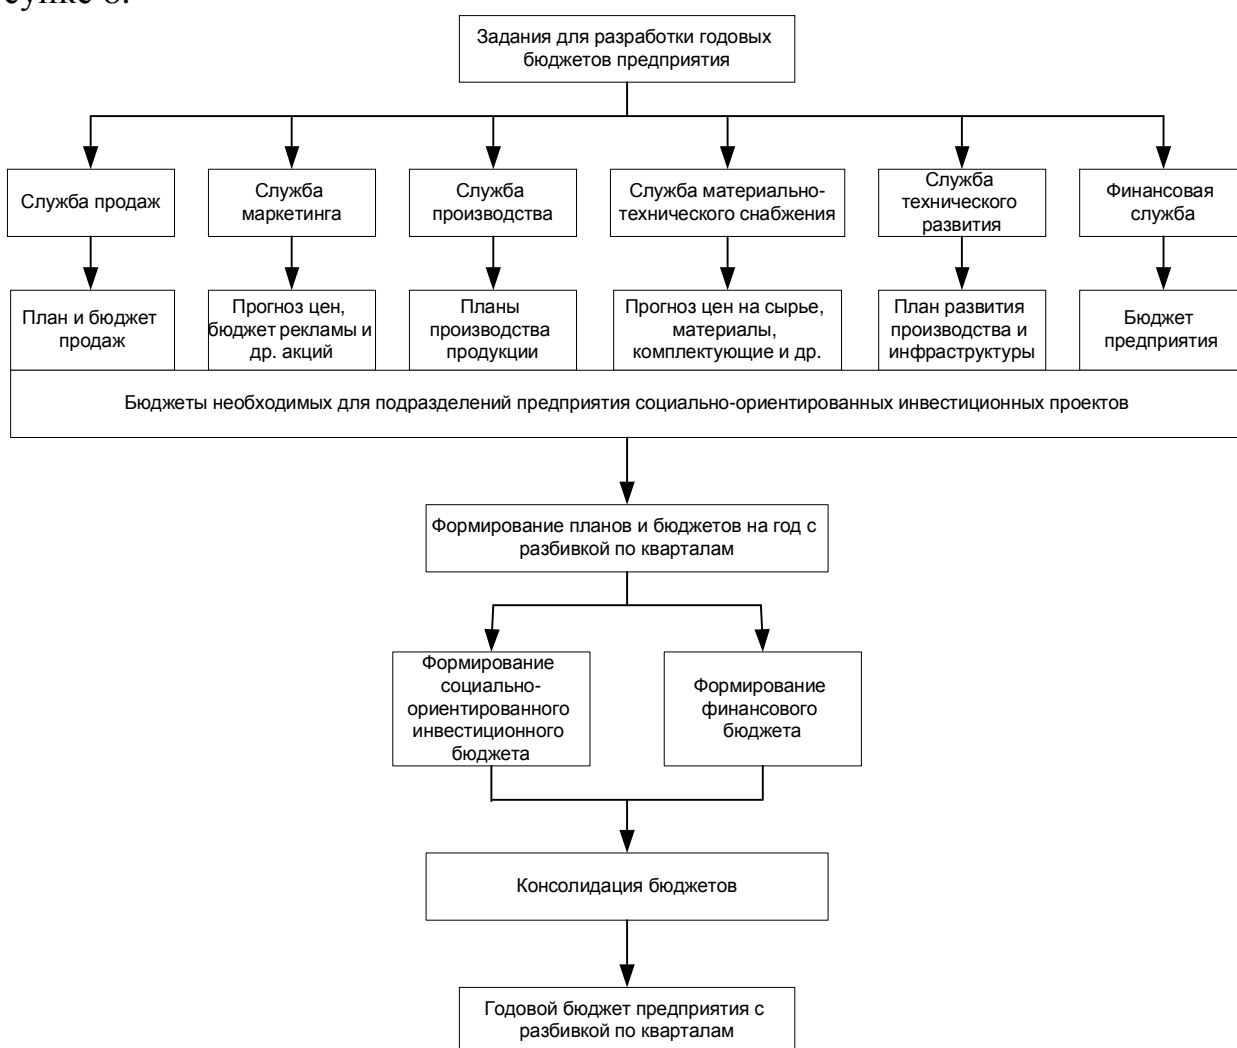 сунке 8.
Задания для разработки годовых
бюджетов предприятия
Служба продаж
Служба
маркетинга
Служба
производства
Служба материально-
технического снабжения
Служба
технического
развития
Финансовая
служба
План и бюджет
продаж
Прогноз цен,
бюджет рекламы и
др. акций
Планы
производства
продукции
Прогноз цен на сырье,
материалы,
комплектующие и др.
План развития
производства и
инфраструктуры
Бюджет
предприятия
Бюджеты необходимых для подразделений предприятия социально-ориентированных инвестиционных проектов
Формирование планов и бюджетов на год с
разбивкой по кварталам
Формирование
социально-
ориентированного
инвестиционного
бюджета
Формирование
финансового
бюджета
Консолидация бюджетов
Годовой бюджет предприятия с
разбивкой по кварталам